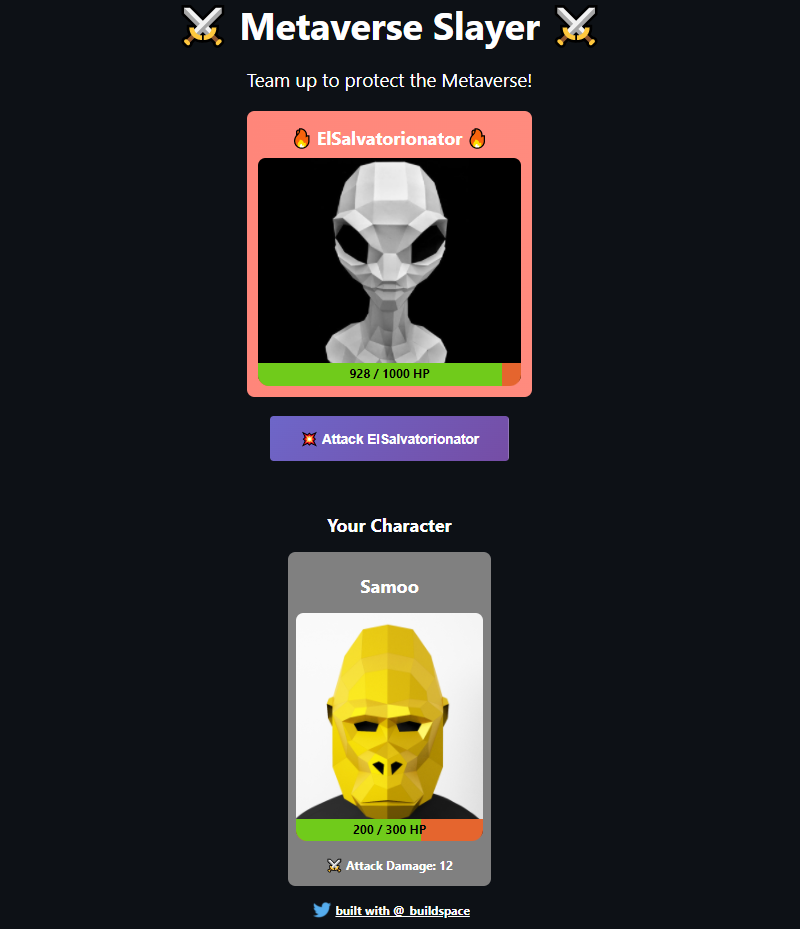 ⚔️ Metaverse Slayer ⚔️
Team up to protect the Metaverse!
🔥 ElSalvatorionator 🔥
928 / 1000 HP
💥 Attack ElSalvatorionator
Your Character
Samoo
200 / 300 HP
⚔️ Attack Damage: 12
built with @_buildspace